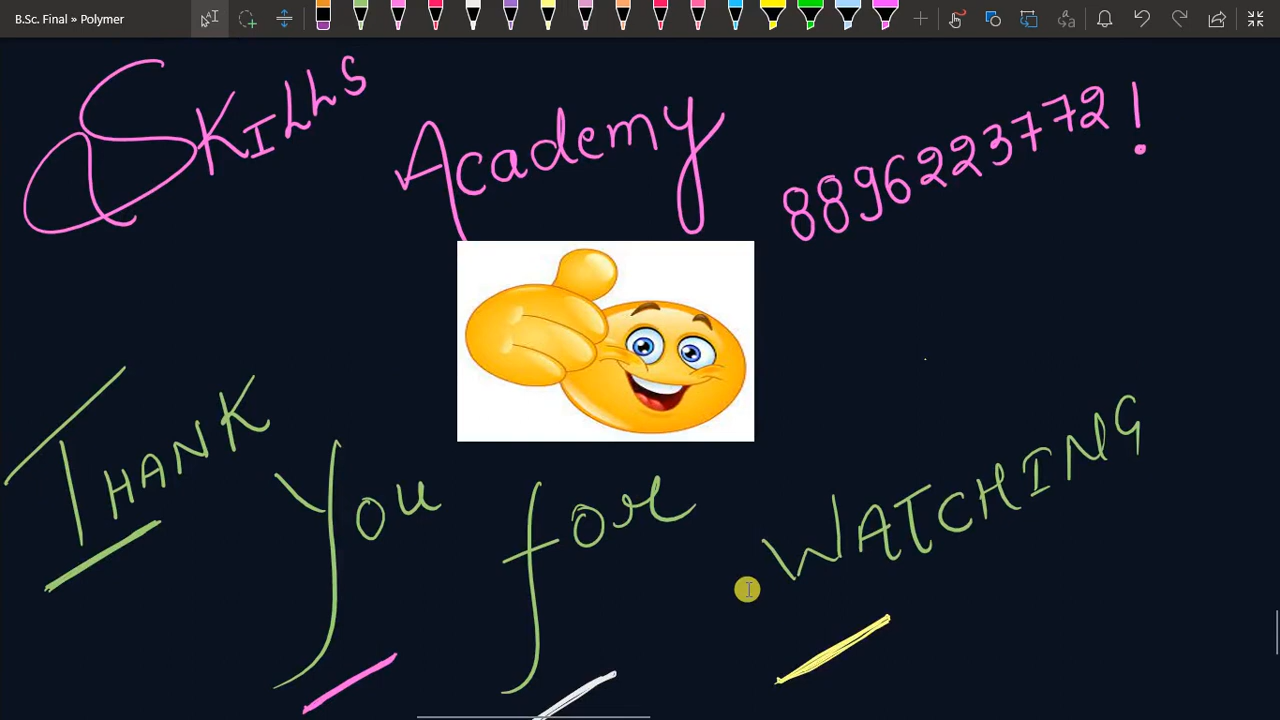 B.Sc. Final » Polymer
SKILLS Academy 8896223772!
THANK You for WATCHING